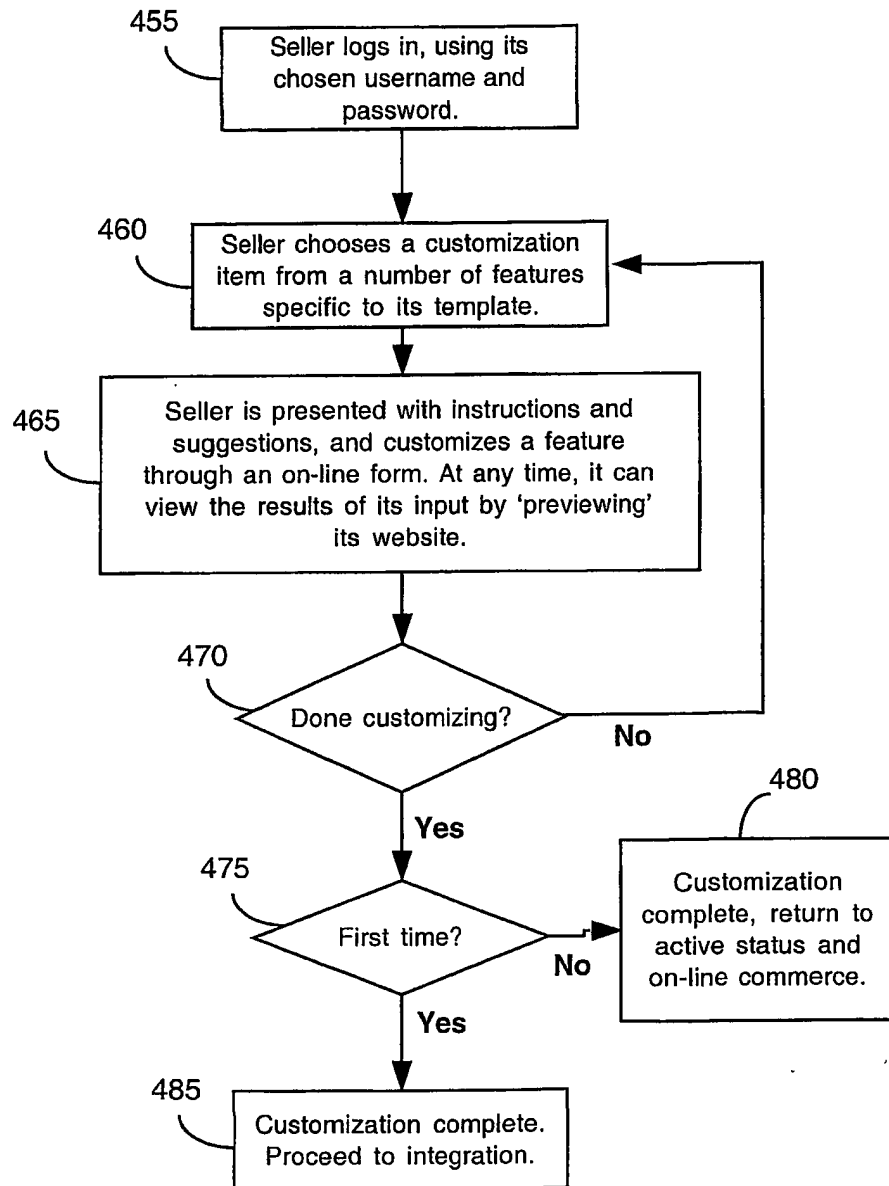 455
Seller logs in, using its
chosen username and
password.
460
Seller chooses a customization
item from a number of features
specific to its template.
465
Seller is presented with instructions and
suggestions, and customizes a feature
through an on-line form. At any time, it can
view the results of its input by ‘previewing’
its website.
470
Done customizing?
No
Yes
475
First time?
No
Yes
480
Customization
complete, return to
active status and
on-line commerce.
485
Customization complete.
Proceed to integration.